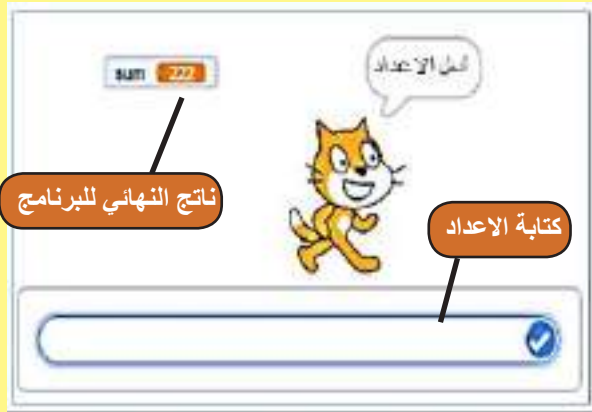 sum 222
ادخل الاعداد
ناتج النهائي للبرنامج
كتابة الاعداد